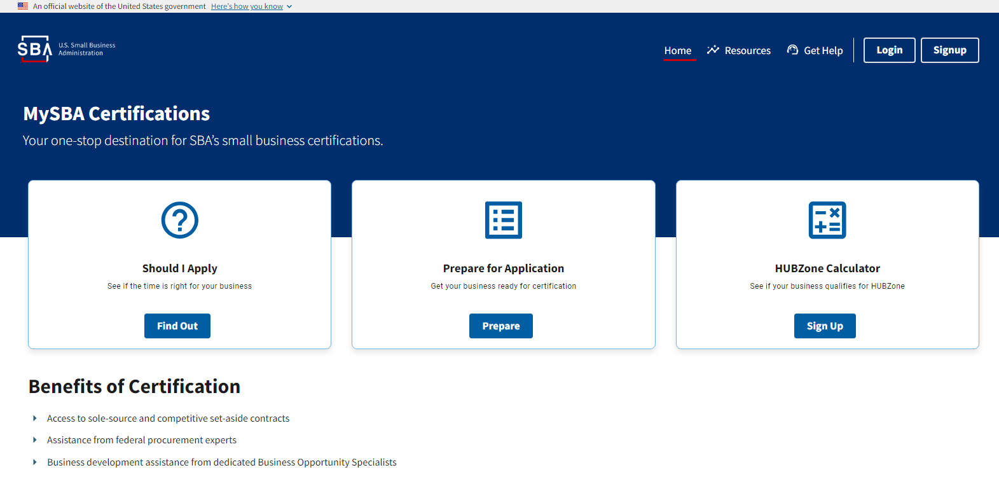 An official website of the United States government Here's how you know
SBA U.S. Small Business
Administration
Home Resources Get Help Login Signup
MySBA Certifications
Your one-stop destination for SBA's small business certifications.
Should I Apply
See if the time is right for your business
Find Out
Prepare for Application
Get your business ready for certification
Prepare
HUBZone Calculator
See if your business qualifies for HUBZone
Sign Up
Benefits of Certification
Access to sole-source and competitive set-aside contracts
Assistance from federal procurement experts
Business development assistance from dedicated Business Opportunity Specialists